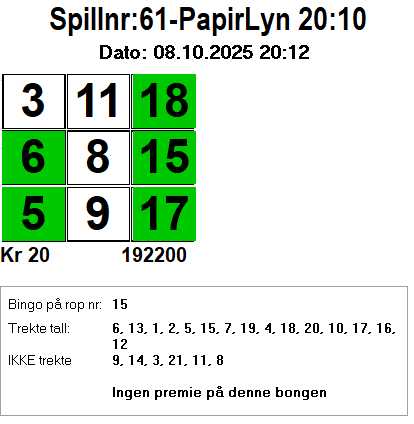 Spillnr:61-PapirLyn 20:10
Dato: 08.10.2025 20:12
3 11 18
6 8 15
5 9 17
Kr 20 192200
Bingo på rop nr: 15
Trekte tall: 6, 13, 1, 2, 5, 15, 7, 19, 4, 18, 20, 10, 17, 16,
12
IKKE trekte 9, 14, 3, 21, 11, 8
Ingen premie på denne bongen